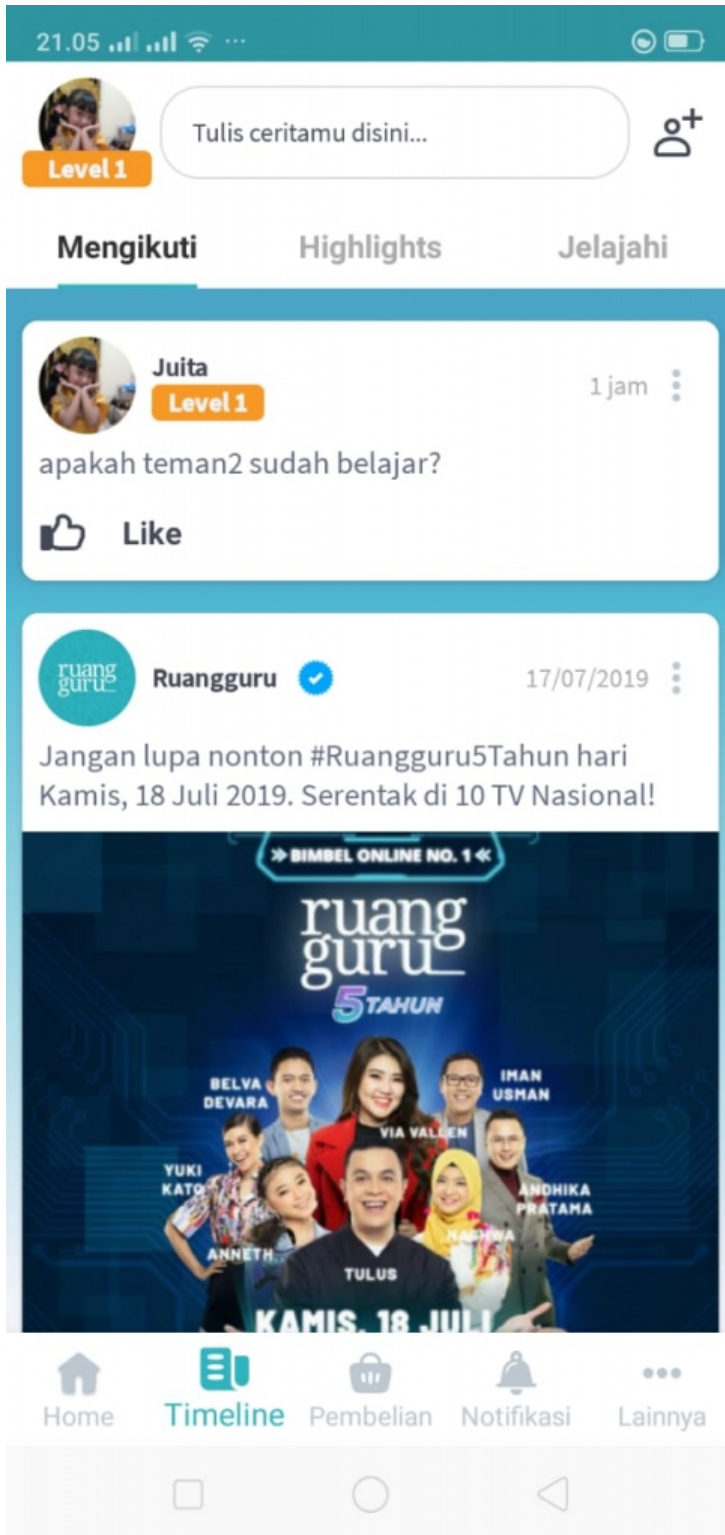 21.05
Level 1
Tulis ceritamu disini...
Mengikuti Highlights Jelajahi
Juita
Level 1
1 jam
apakah teman2 sudah belajar?
Like
ruang
guru
Ruangguru
17/07/2019
Jangan lupa nonton #Ruangguru5Tahun hari
Kamis, 18 Juli 2019. Serentak di 10 TV Nasional!
BIMBEL ONLINE NO. 1
ruang
guru
5 TAHUN
BELVA
DEVARA
IMAN
USMAN
VIA VALLEN
YUKI
KATO
ANDHIKA
PRATAMA
NASHWA
ANNETH
TULUS
KAMIS, 18 JULI
Home Timeline Pembelian Notifikasi Lainnya